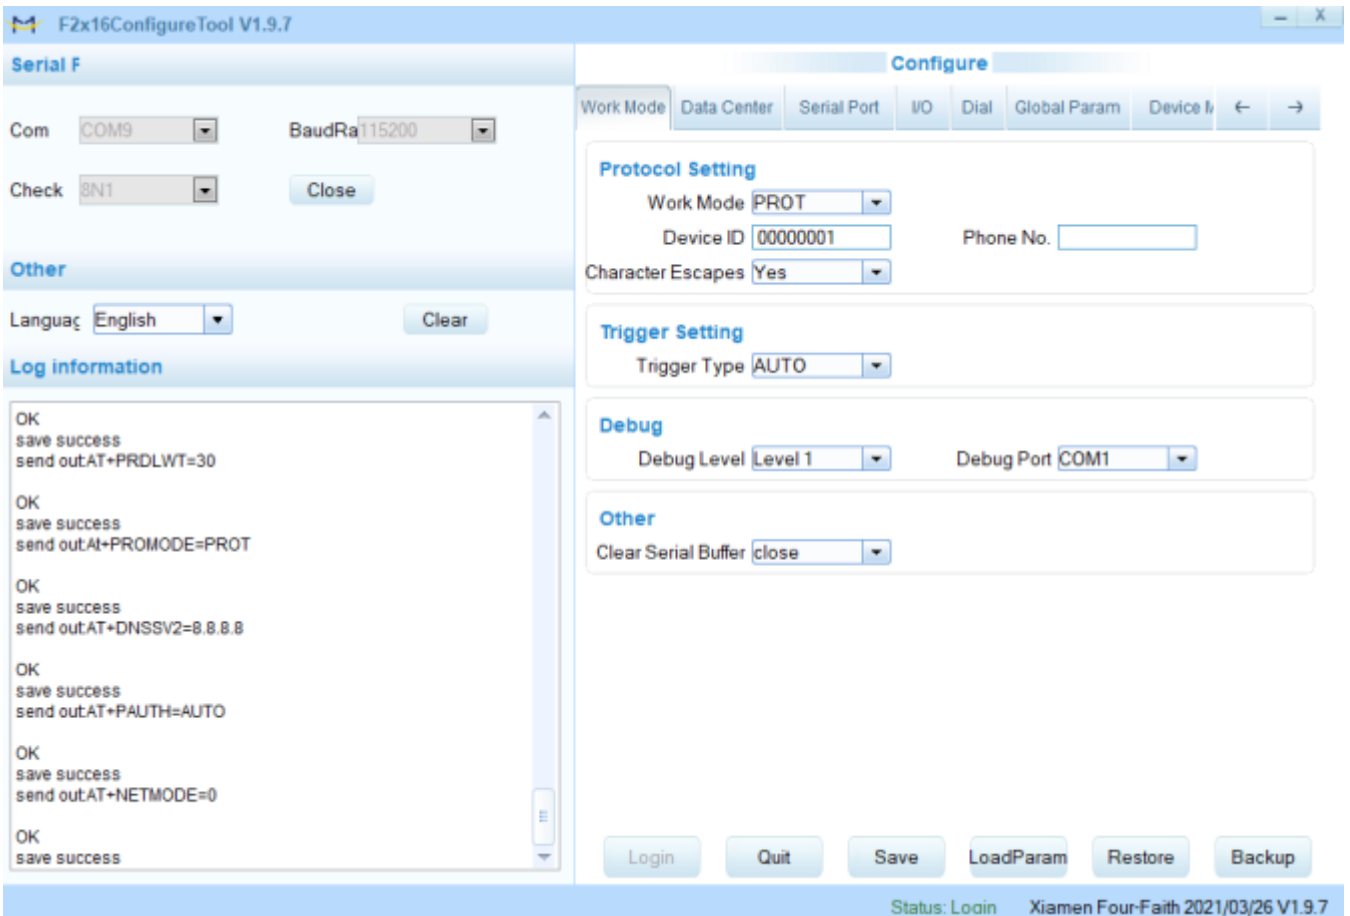 F2x16ConfigureTool V1.9.7
Serial F
Com COM9 BaudRa 115200
Check 8N1 Close
Other
Languag English Clear
Log information
OK
save success
send out:AT+PRDLWT=30
OK
save success
send out:At+PROMODE=PROT
OK
save success
send out:AT+DNSSV2=8.8.8.8
OK
save success
send out:AT+PAUTH=AUTO
OK
save success
send out:AT+NETMODE=0
OK
save success
Configure
Work Mode Data Center Serial Port I/O Dial Global Param Device M ← →
Protocol Setting
Work Mode PROT
Device ID 00000001 Phone No.
Character Escapes Yes
Trigger Setting
Trigger Type AUTO
Debug
Debug Level Level 1 Debug Port COM1
Other
Clear Serial Buffer close
Login Quit Save LoadParam Restore Backup
Status: Login Xiamen Four-Faith 2021/03/26 V1.9.7